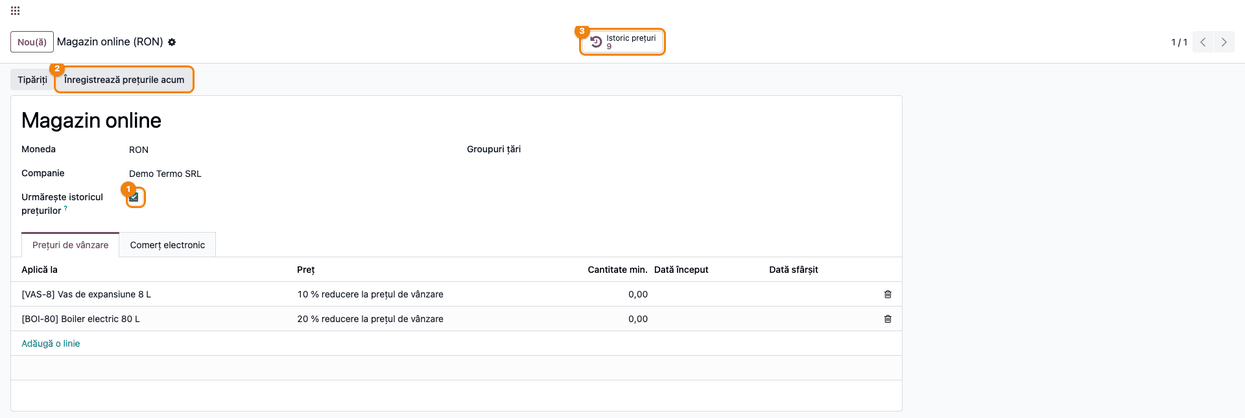 Nou(ă) Magazin online (RON)
3
Istoric prețuri
9
1 / 1
Tipăriți
2
Înregistrează prețurile acum
Magazin online
Moneda RON Groupuri țări
Companie Demo Termo SRL
Urmărește istoricul
prețurilor ?
1
Prețuri de vânzare Comerț electronic
Aplică la Preț Cantitate min. Dată început Dată sfârșit
[VAS-8] Vas de expansiune 8 L 10 % reducere la prețul de vânzare 0,00
[BOI-80] Boiler electric 80 L 20 % reducere la prețul de vânzare 0,00
Adăugă o linie